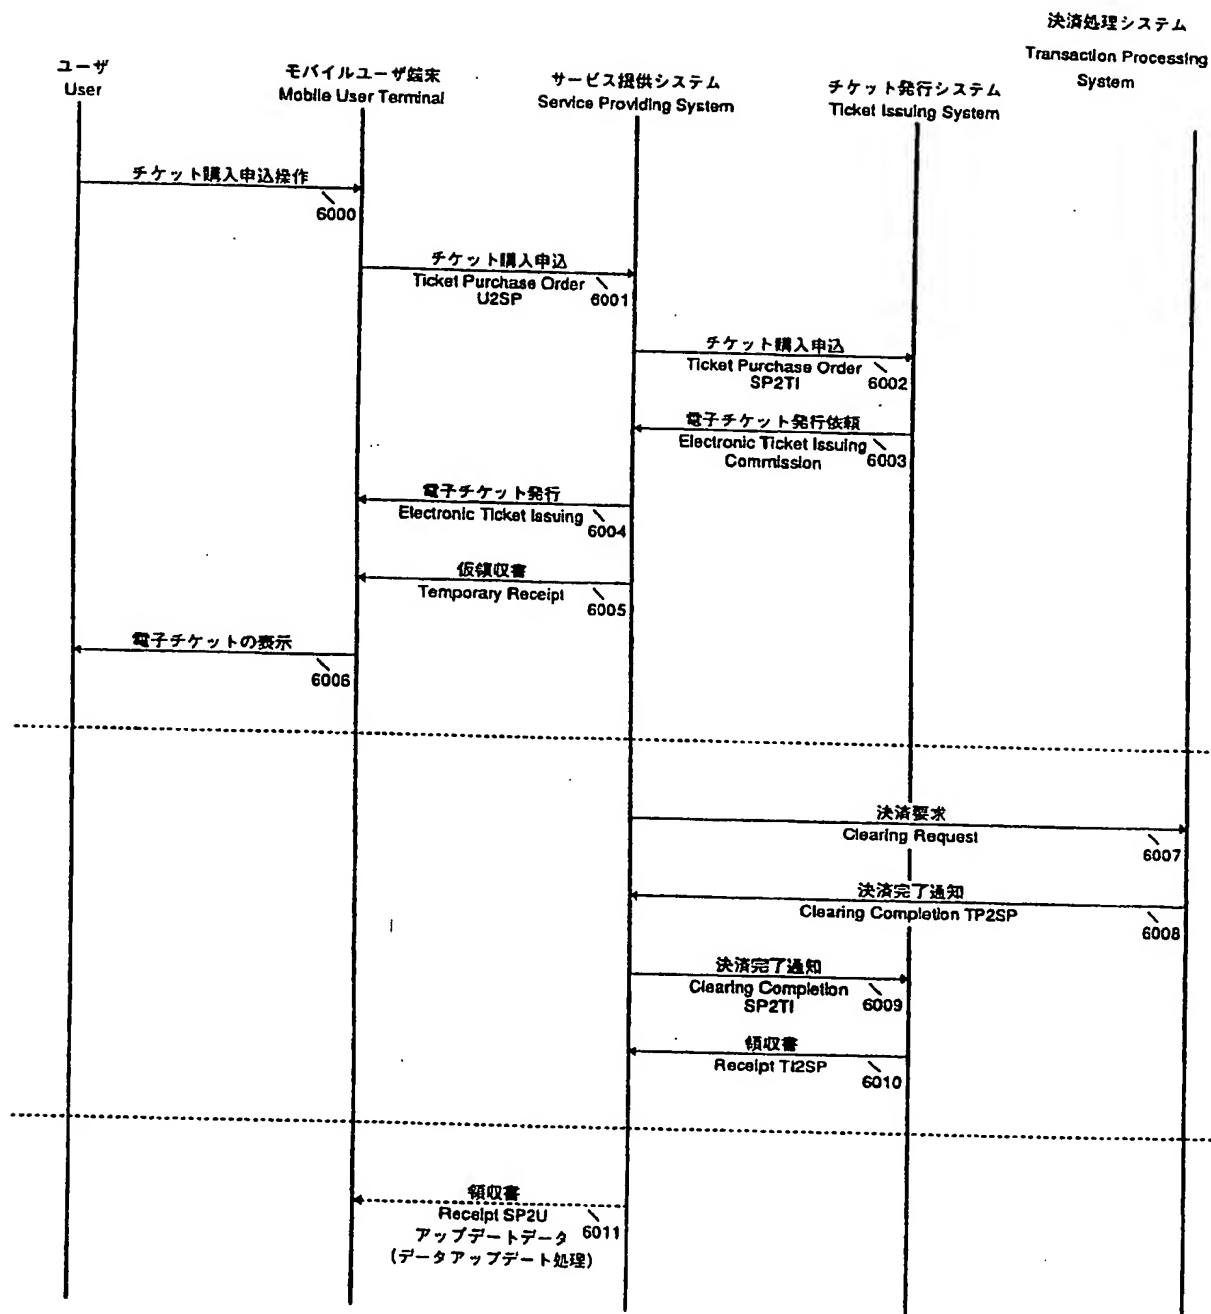 決済処理システム
Transaction Processing
System
ユーザ
User
モバイルユーザ端末
Mobile User Terminal
サービス提供システム
Service Providing System
チケット発行システム
Ticket Issuing System
チケット購入申込操作
6000
チケット購入申込
Ticket Purchase Order
U2SP
6001
チケット購入申込
Ticket Purchase Order
SP2TI
6002
電子チケット発行依頼
Electronic Ticket Issuing
Commission
6003
電子チケット発行
Electronic Ticket Issuing
6004
仮領収書
Temporary Receipt
6005
電子チケットの表示
6006
決済要求
Clearing Request
6007
決済完了通知
Clearing Completion TP2SP
6008
決済完了通知
Clearing Completion
SP2TI
6009
領収書
Receipt TI2SP
6010
領収書
Receipt SP2U
アップデートデータ
6011
(データアップデート処理)